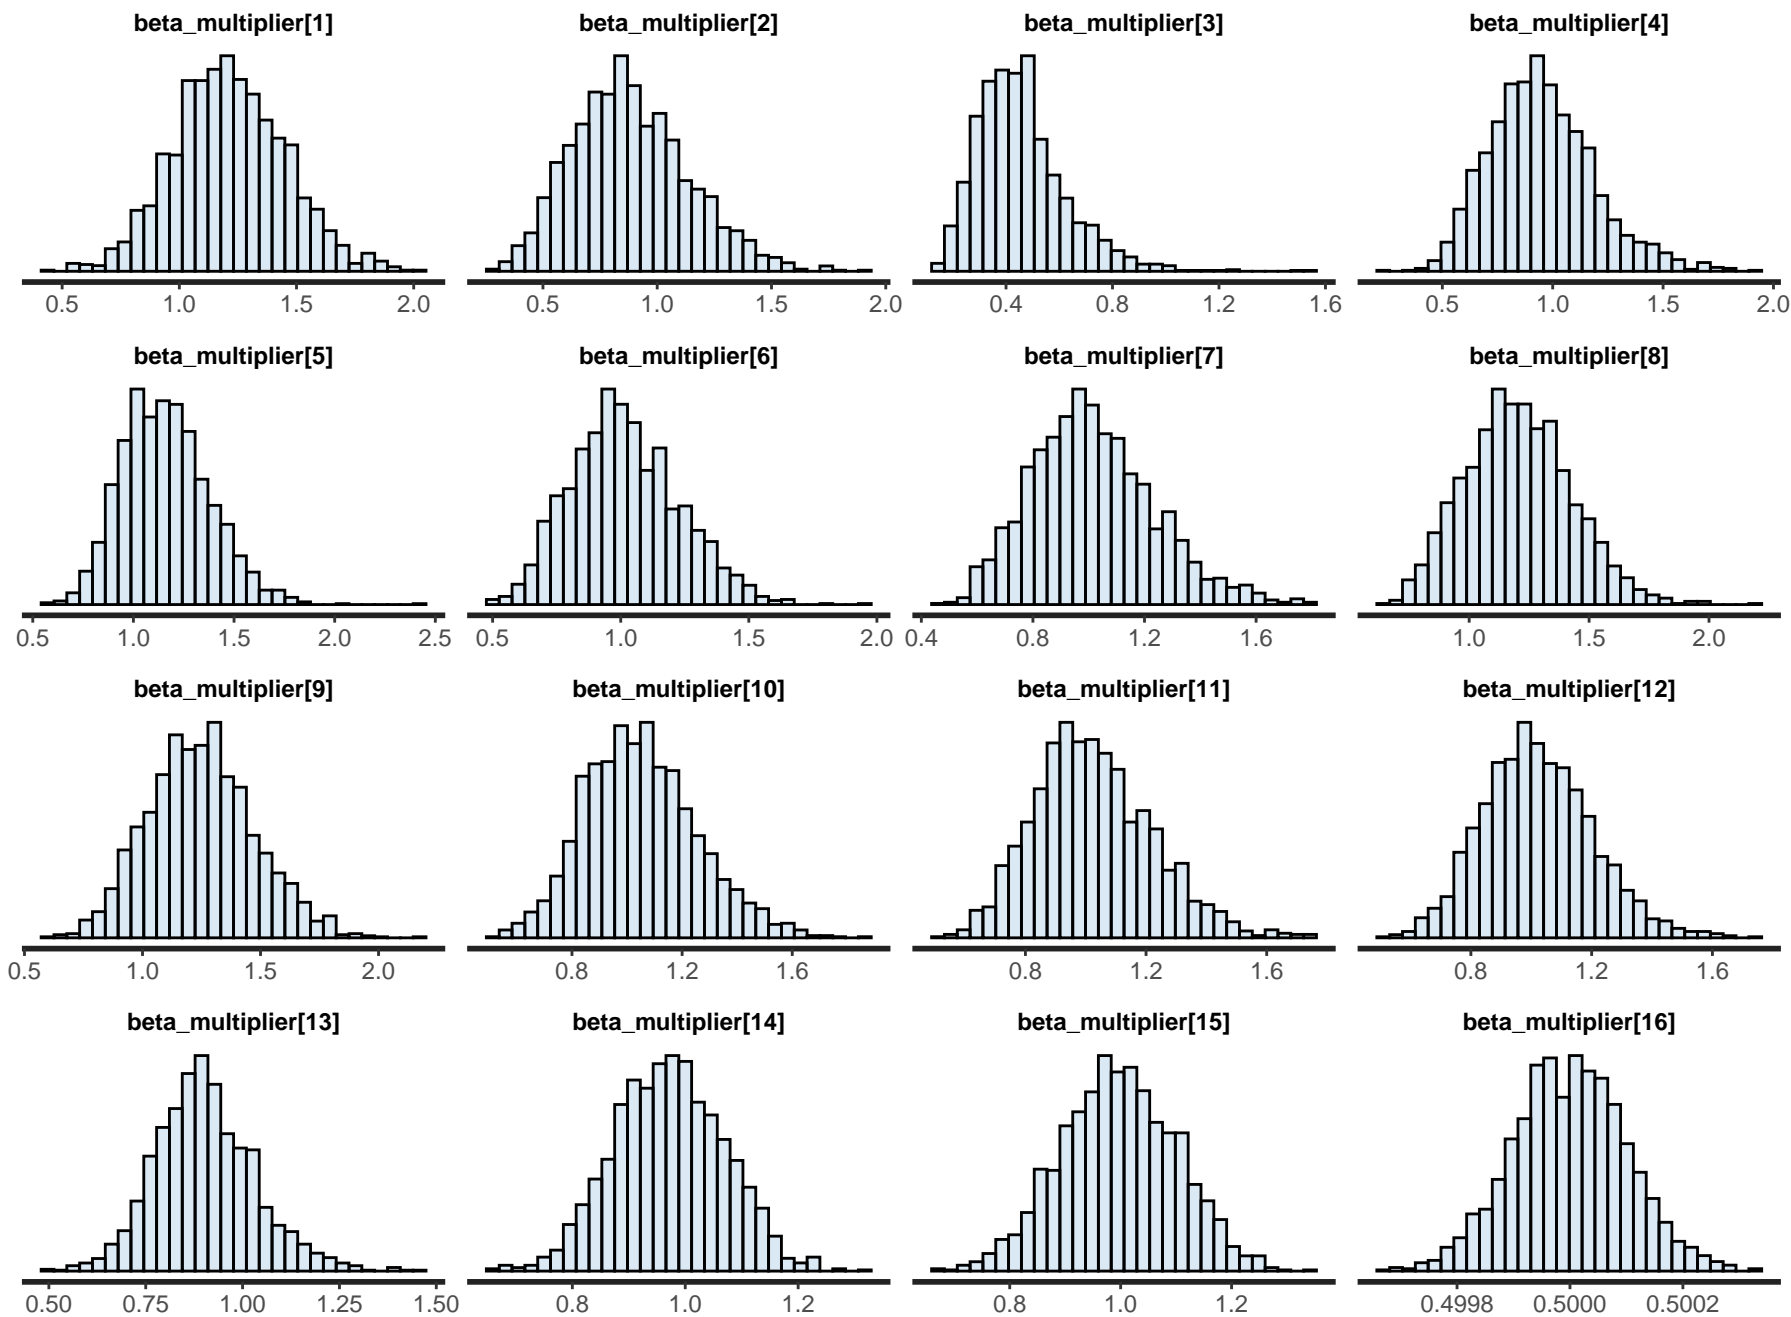 beta_multiplier[1] beta_multiplier[2] beta_multiplier[3] beta_multiplier[4]
0.5 1.0 1.5 2.0 0.5 1.0 1.5 2.0 0.4 0.8 1.2 1.6 0.5 1.0 1.5 2.0
beta_multiplier[5] beta_multiplier[6] beta_multiplier[7] beta_multiplier[8]
0.5 1.0 1.5 2.0 2.5 0.5 1.0 1.5 2.0 0.4 0.8 1.2 1.6 1.0 1.5 2.0
beta_multiplier[9] beta_multiplier[10] beta_multiplier[11] beta_multiplier[12]
0.5 1.0 1.5 2.0 0.8 1.2 1.6 0.8 1.2 1.6 0.8 1.2 1.6
beta_multiplier[13] beta_multiplier[14] beta_multiplier[15] beta_multiplier[16]
0.50 0.75 1.00 1.25 1.50 0.8 1.0 1.2 0.8 1.0 1.2 0.4998 0.5000 0.5002